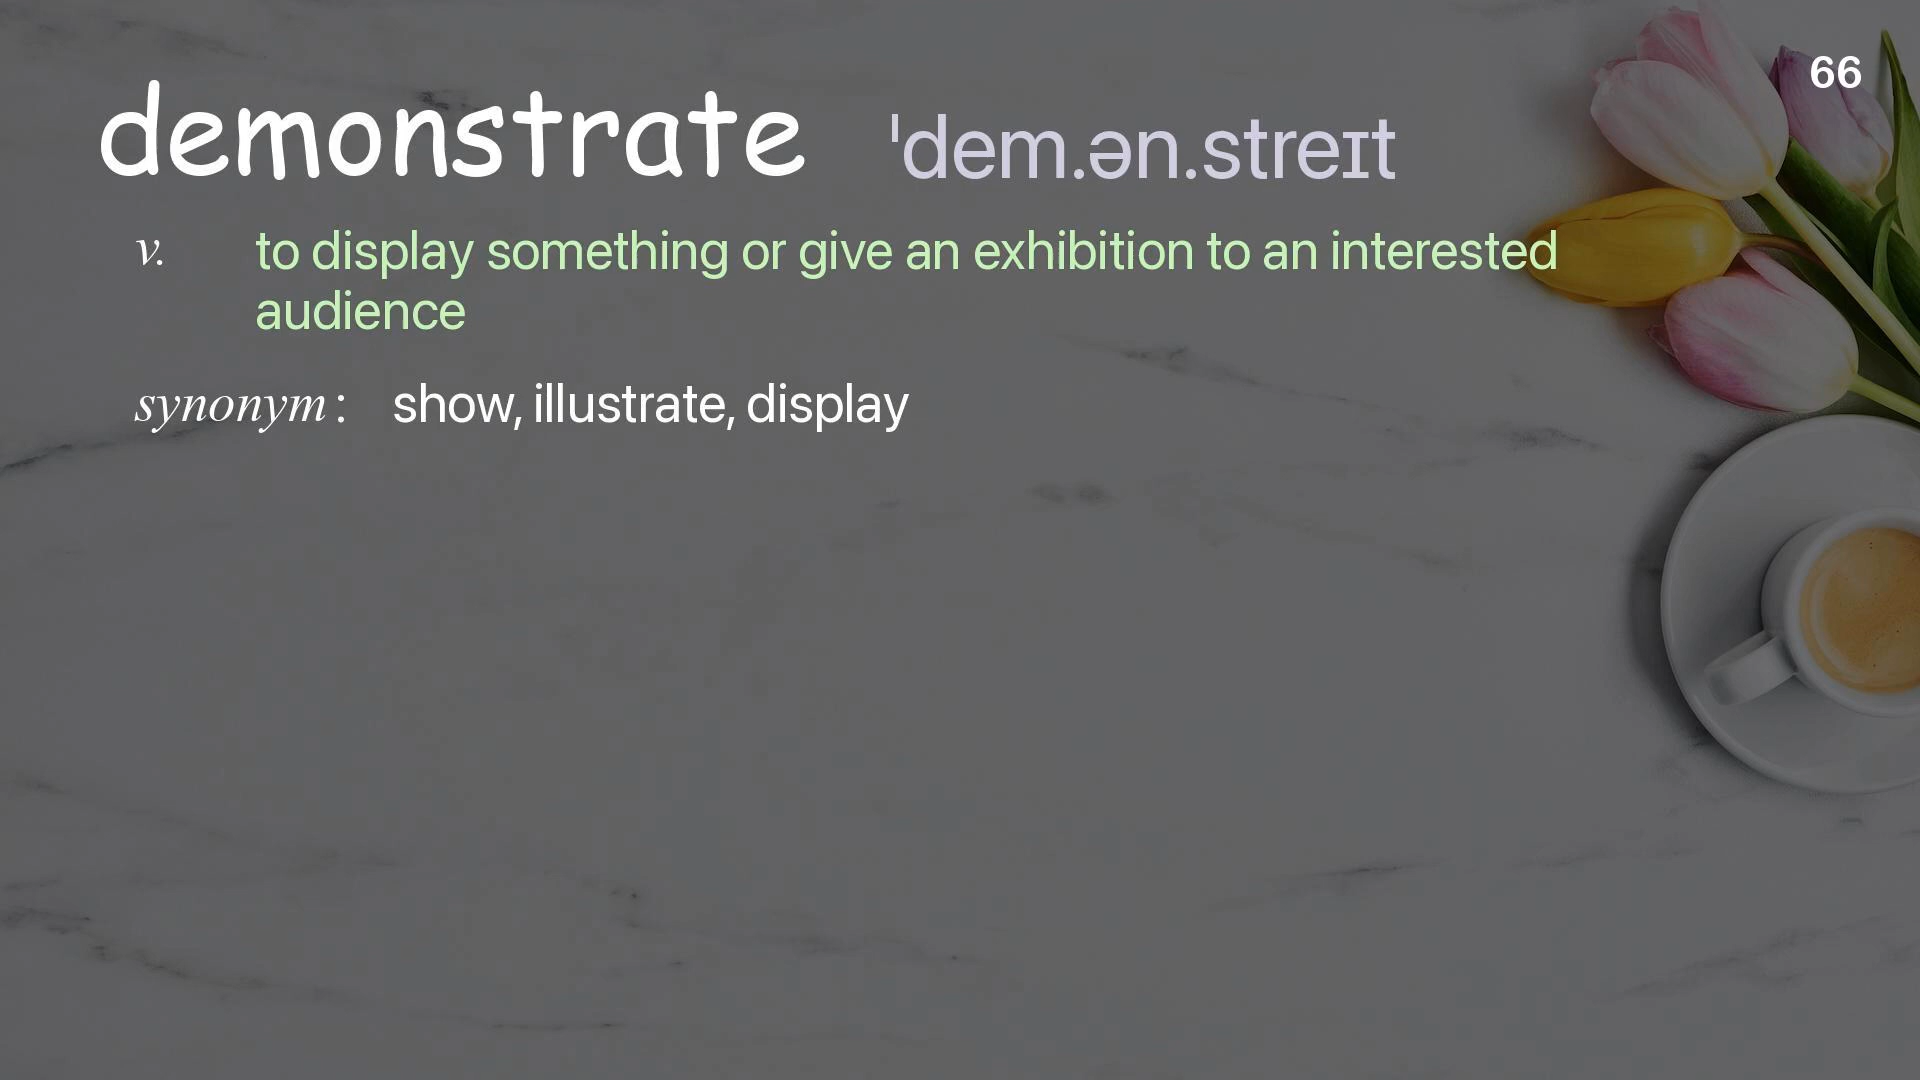 66
demonstrate ˈdem.ən.streɪt
v. to display something or give an exhibition to an interested
audience
synonym: show, illustrate, display